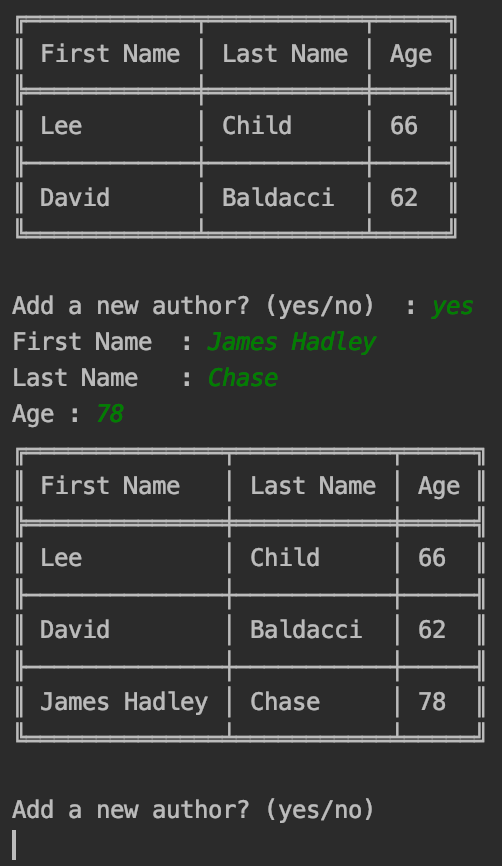 First Name Last Name Age
Lee Child 66
David Baldacci 62
Add a new author? (yes/no)  : yes
First Name  : James Hadley
Last Name   : Chase
Age : 78
First Name Last Name Age
Lee Child 66
David Baldacci 62
James Hadley Chase 78
Add a new author? (yes/no)